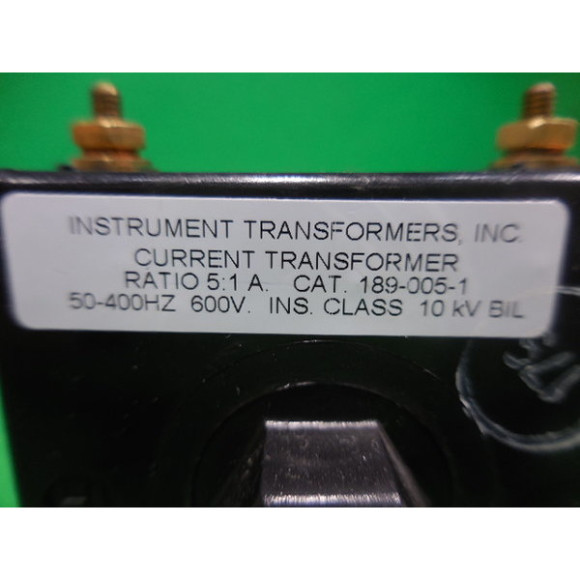 INSTRUMENT TRANSFORMERS, INC.
CURRENT TRANSFORMER
RATIO 5:1 A. CAT. 189-005-1
50-400HZ 600V. INS. CLASS 10 kV BIL